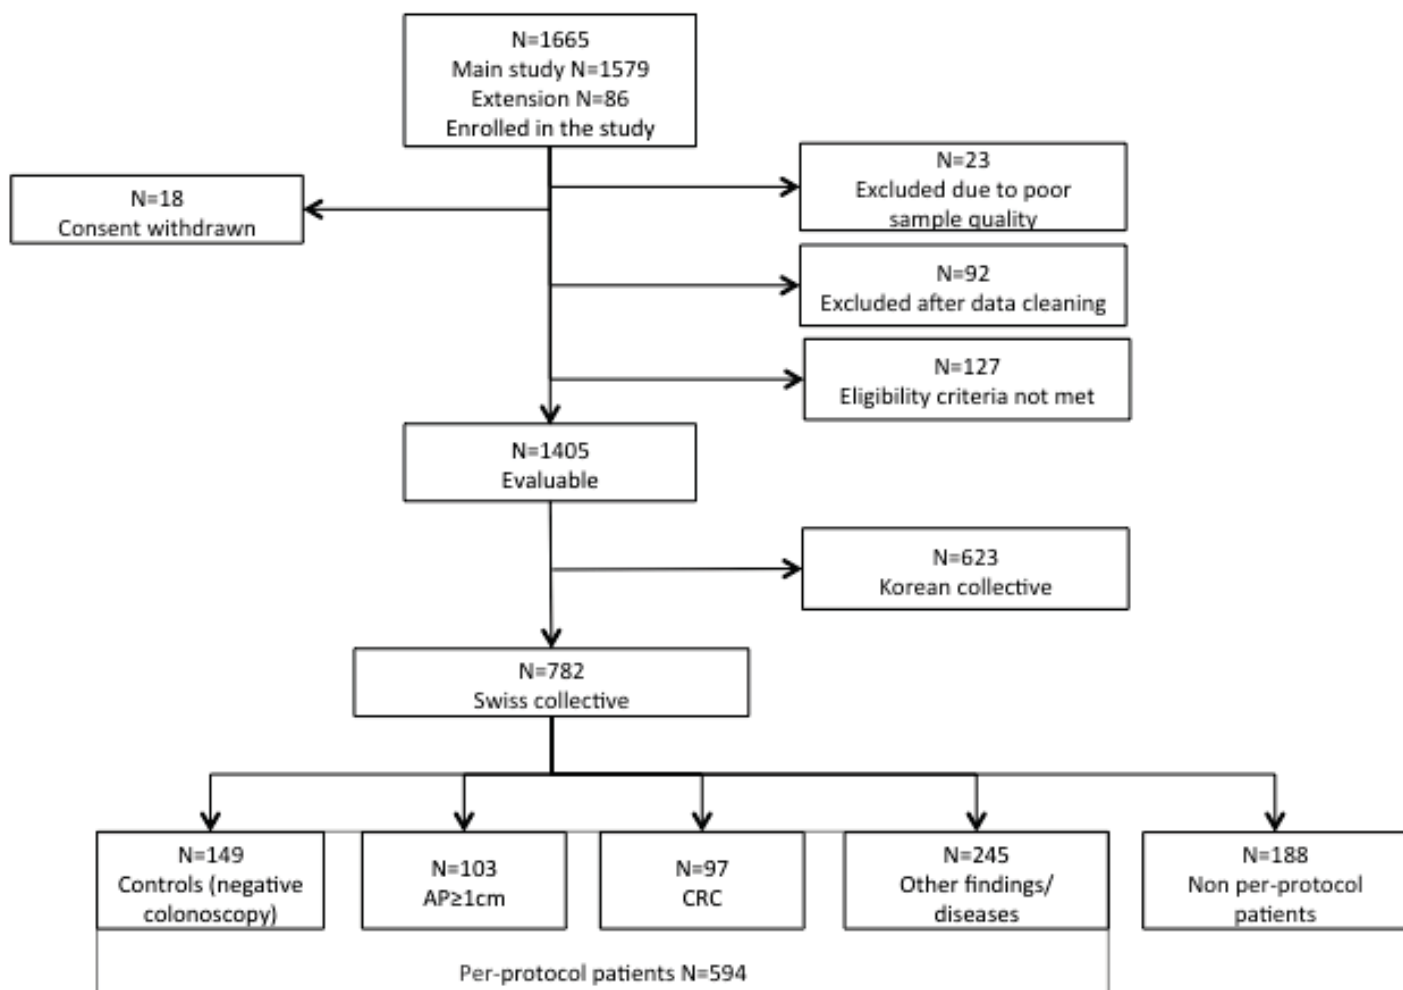 N=1665
Main study N=1579
Extension N=86
Enrolled in the study
N=18
Consent withdrawn
N=23
Excluded due to poor
sample quality
N=92
Excluded after data cleaning
N=127
Eligibility criteria not met
N=1405
Evaluable
N=623
Korean collective
N=782
Swiss collective
N=149
Controls (negative
colonoscopy)
N=103
AP≥1cm
N=97
CRC
N=245
Other findings/
diseases
N=188
Non per-protocol
patients
Per-protocol patients N=594